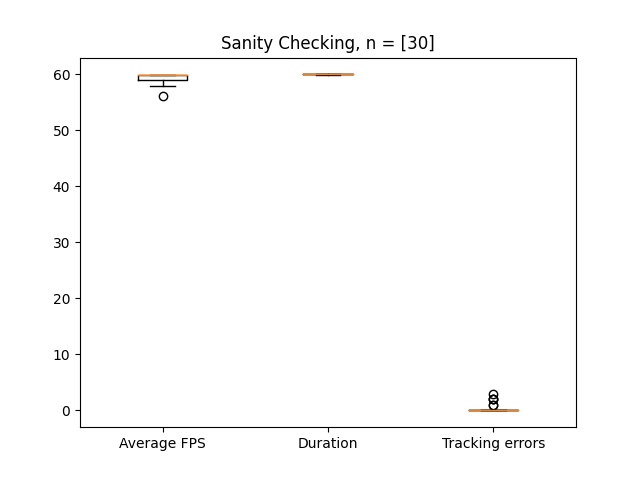 Sanity Checking, n = [30]
60
50
40
30
20
10
0
Average FPS
Duration
Tracking errors